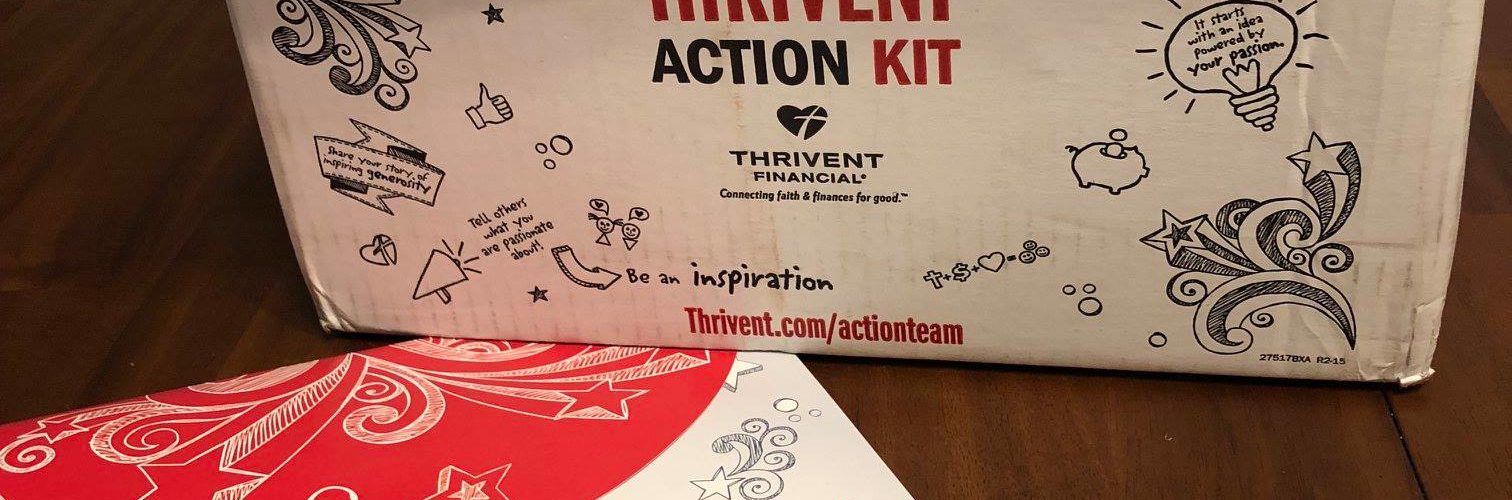 THRIVENT
ACTION KIT
THRIVENT
FINANCIAL®
Connecting faith & finances for good.™
It starts
with an idea
powered by
your passion.
Share your story of
inspiring generosity
Tell others
what you
are passionate
about!
Be an inspiration
Thrivent.com/actionteam
27517BXA R2-15